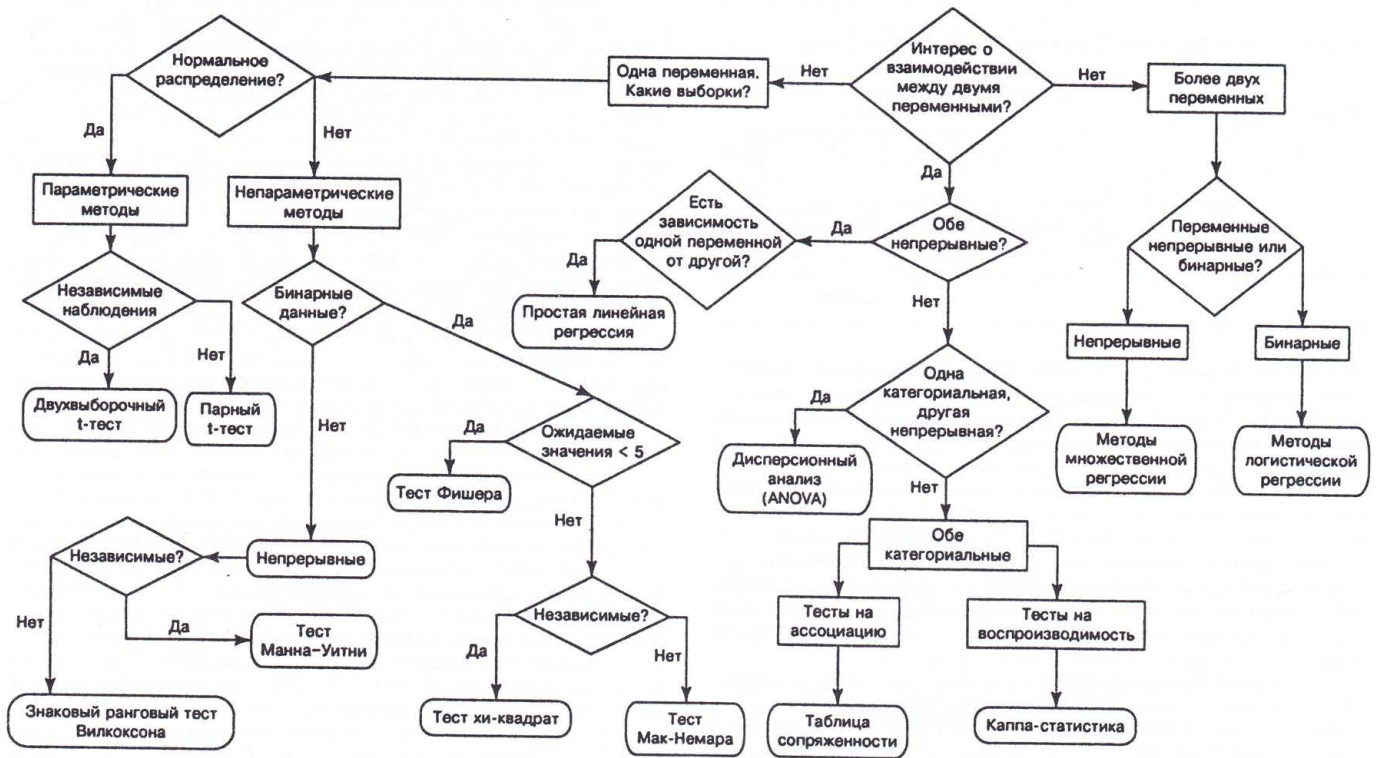 Нормальное
распределение?
Одна переменная.
Какие выборки?
Нет
Интерес о
взаимодействии
между двумя
переменными?
Нет
Более двух
переменных
Да
Нет
Да
Параметрические
методы
Непараметрические
методы
Есть
зависимость
одной переменной
от другой?
Да
Обе
непрерывные?
Переменные
непрерывные или
бинарные?
Да
Независимые
наблюдения
Бинарные
данные?
Да
Простая линейная
регрессия
Нет
Непрерывные
Бинарные
Да
Нет
Двухвыборочный
t-тест
Парный
t-тест
Нет
Да
Ожидаемые
значения < 5
Тест Фишера
Да
Одна
категориальная,
другая
непрерывная?
Дисперсионный
анализ
(ANOVA)
Методы
множественной
регрессии
Методы
логистической
регрессии
Нет
Нет
Обе
категориальные
Независимые?
Непрерывные
Нет
Да
Тест
Манна–Уитни
Независимые?
Да
Нет
Тесты на
ассоциацию
Тесты на
воспроизводимость
Знаковый ранговый тест
Вилкоксона
Тест хи-квадрат
Тест
Мак-Немара
Таблица
сопряженности
Каппа-статистика